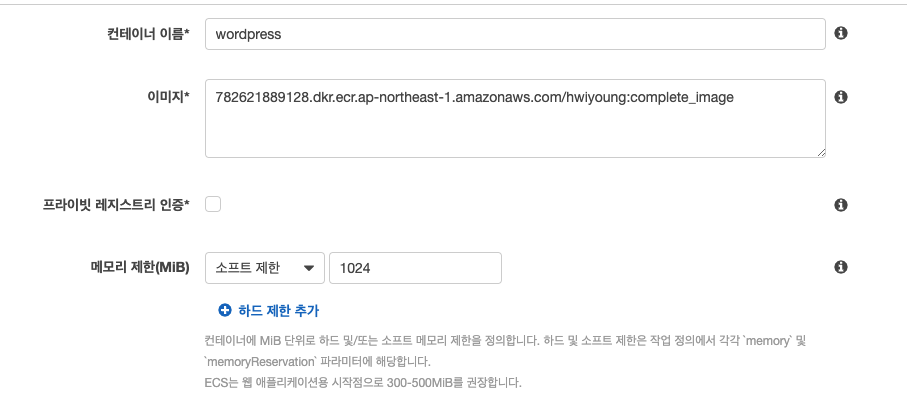 컨테이너 이름* wordpress
이미지* 782621889128.dkr.ecr.ap-northeast-1.amazonaws.com/hwiyoung:complete_image
프라이빗 레지스트리 인증*
메모리 제한(MiB) 소프트 제한 1024
하드 제한 추가
컨테이너에 MiB 단위로 하드 및/또는 소프트 메모리 제한을 정의합니다. 하드 및 소프트 제한은 작업 정의에서 각각 `memory` 및
`memoryReservation` 파라미터에 해당합니다.
ECS는 웹 애플리케이션용 시작점으로 300-500MiB를 권장합니다.